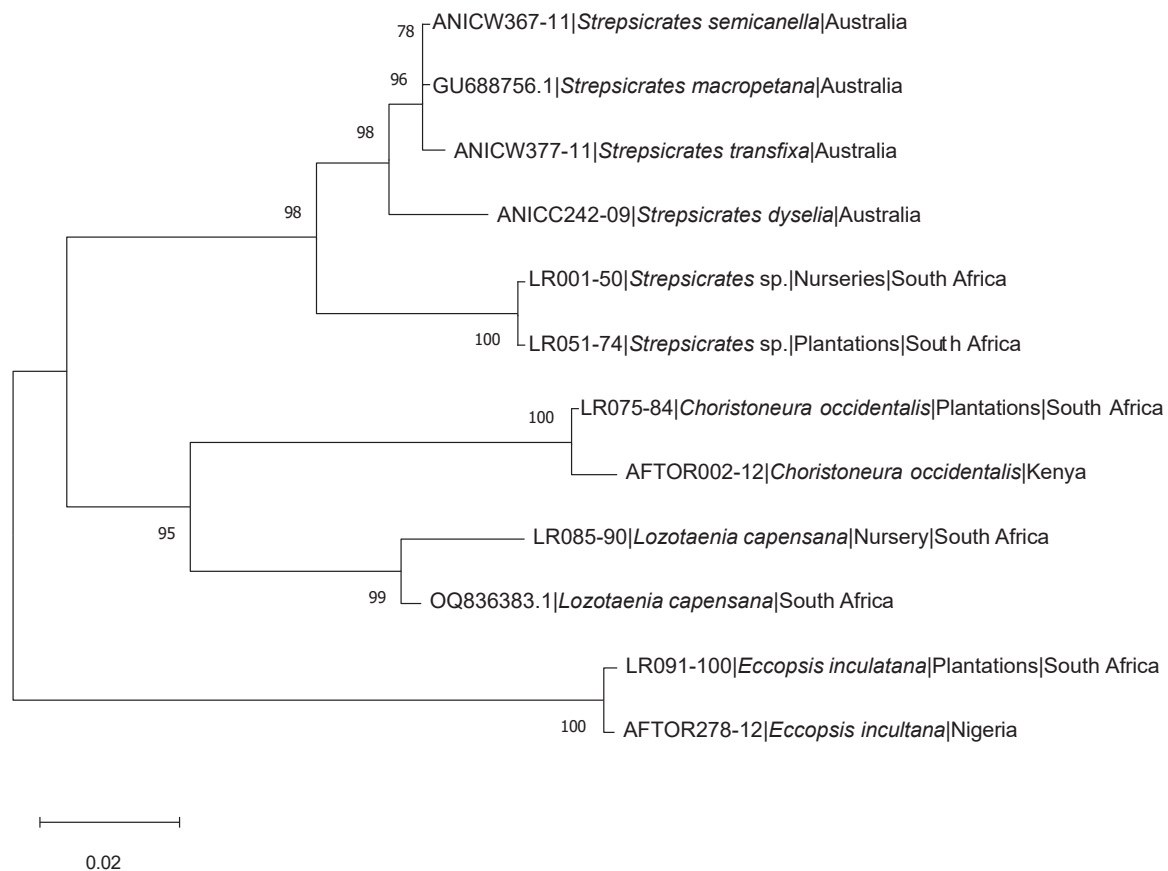 ANICW367-11|Strepsicrates semicanella|Australia
78
96
GU688756.1|Strepsicrates macropetana|Australia
98
ANICW377-11|Strepsicrates transfixa|Australia
98
ANICC242-09|Strepsicrates dyselia|Australia
LR001-50|Strepsicrates sp.|Nurseries|South Africa
100
LR051-74|Strepsicrates sp.|Plantations|South Africa
100
LR075-84|Choristoneura occidentalis|Plantations|South Africa
AFTOR002-12|Choristoneura occidentalis|Kenya
95
LR085-90|Lozotaenia capensana|Nursery|South Africa
99
OQ836383.1|Lozotaenia capensana|South Africa
LR091-100|Eccopsis inculatana|Plantations|South Africa
100
AFTOR278-12|Eccopsis incultana|Nigeria
0.02